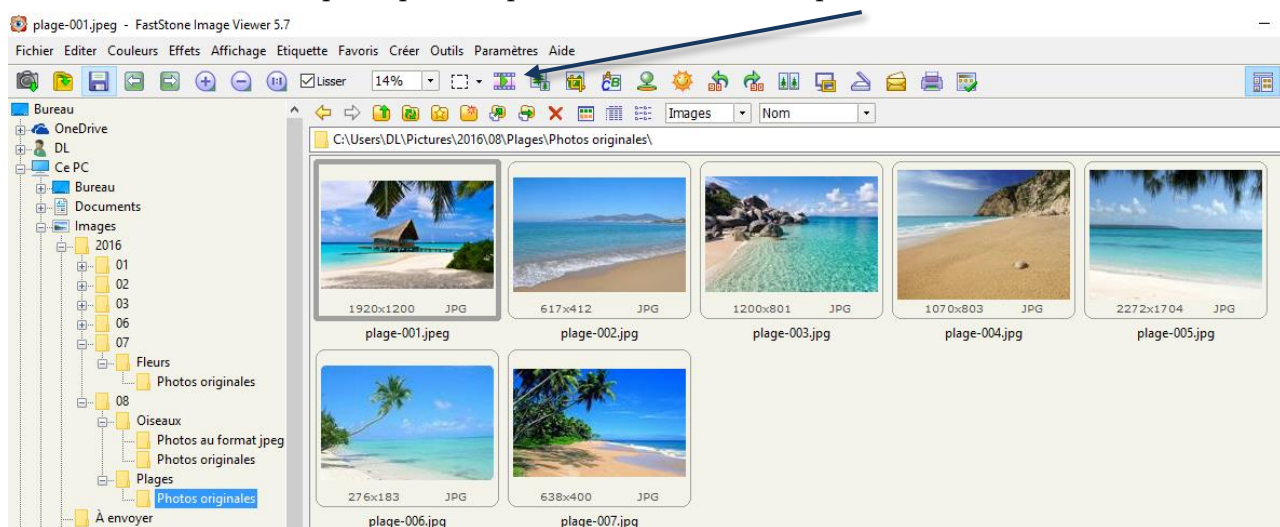 plage-001.jpeg - FastStone Image Viewer 5.7
Fichier Editer Couleurs Effets Affichage Etiquette Favoris Créer Outils Paramètres Aide
1:1 Lisser 14%
Bureau
OneDrive
DL
Ce PC
Bureau
Documents
Images
2016
01
02
03
06
07
Fleurs
Photos originales
08
Oiseaux
Photos au format jpeg
Photos originales
Plages
Photos originales
À envoyer
Images Nom
C:\Users\DL\Pictures\2016\08\Plages\Photos originales\
1920x1200 JPG
617x412 JPG
1200x801 JPG
1070x803 JPG
2272x1704 JPG
plage-001.jpeg
plage-002.jpg
plage-003.jpg
plage-004.jpg
plage-005.jpg
276x183 JPG
638x400 JPG
plage-006.jpg
plage-007.jpg